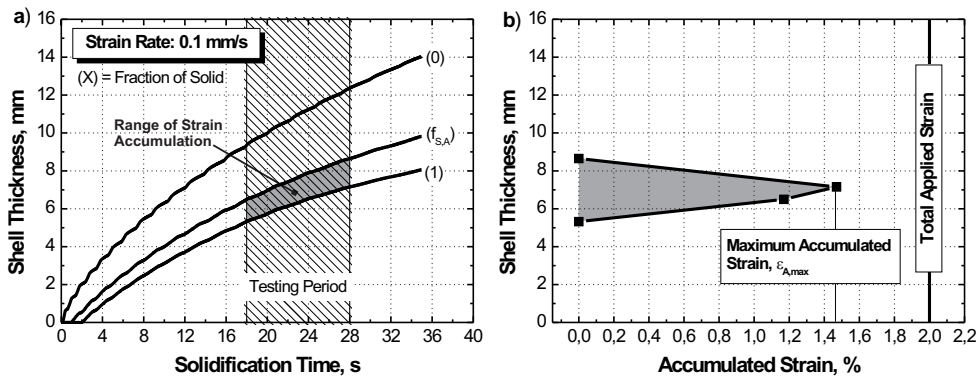 a)
Strain Rate: 0.1 mm/s
(X) = Fraction of Solid
Range of Strain
Accumulation
(0)
(fS,A)
(1)
Testing Period
16
14
12
10
8
6
4
2
0
Shell Thickness, mm
0 4 8 12 16 20 24 28 32 36 40
Solidification Time, s
b)
16
14
12
10
8
6
4
2
0
Shell Thickness, mm
Maximum Accumulated
Strain, εA,max
Total Applied Strain
0,0 0,2 0,4 0,6 0,8 1,0 1,2 1,4 1,6 1,8 2,0 2,2
Accumulated Strain, %